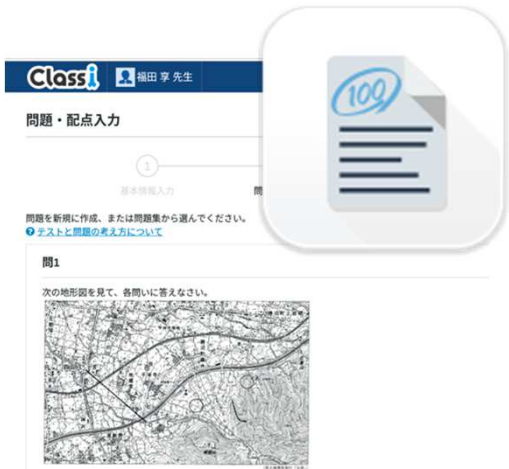 Classi
福田 享 先生
100
問題・配点入力
1
基本情報入力
問
問題を新規に作成、または問題集から選んでください。
? テストと問題の考え方について
問1
次の地形図を見て、各問いに答えなさい。